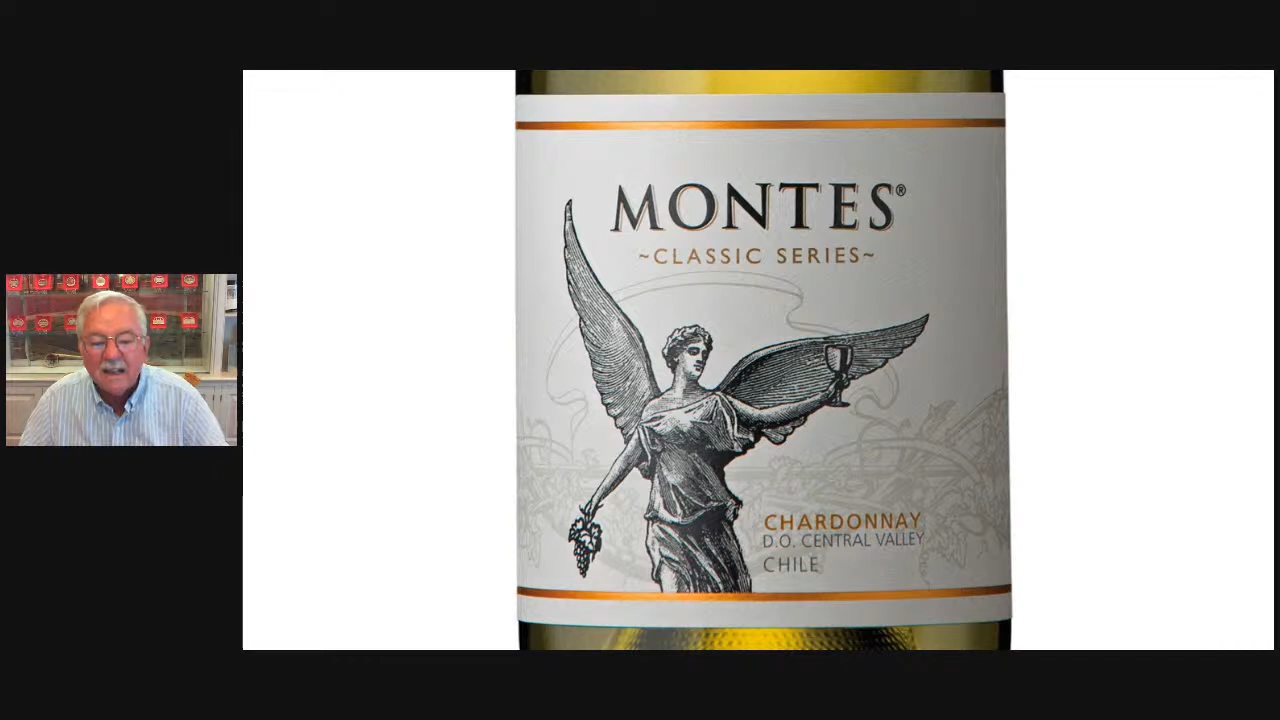 MONTES®
~CLASSIC SERIES~
CHARDONNAY
D.O. CENTRAL VALLEY
CHILE